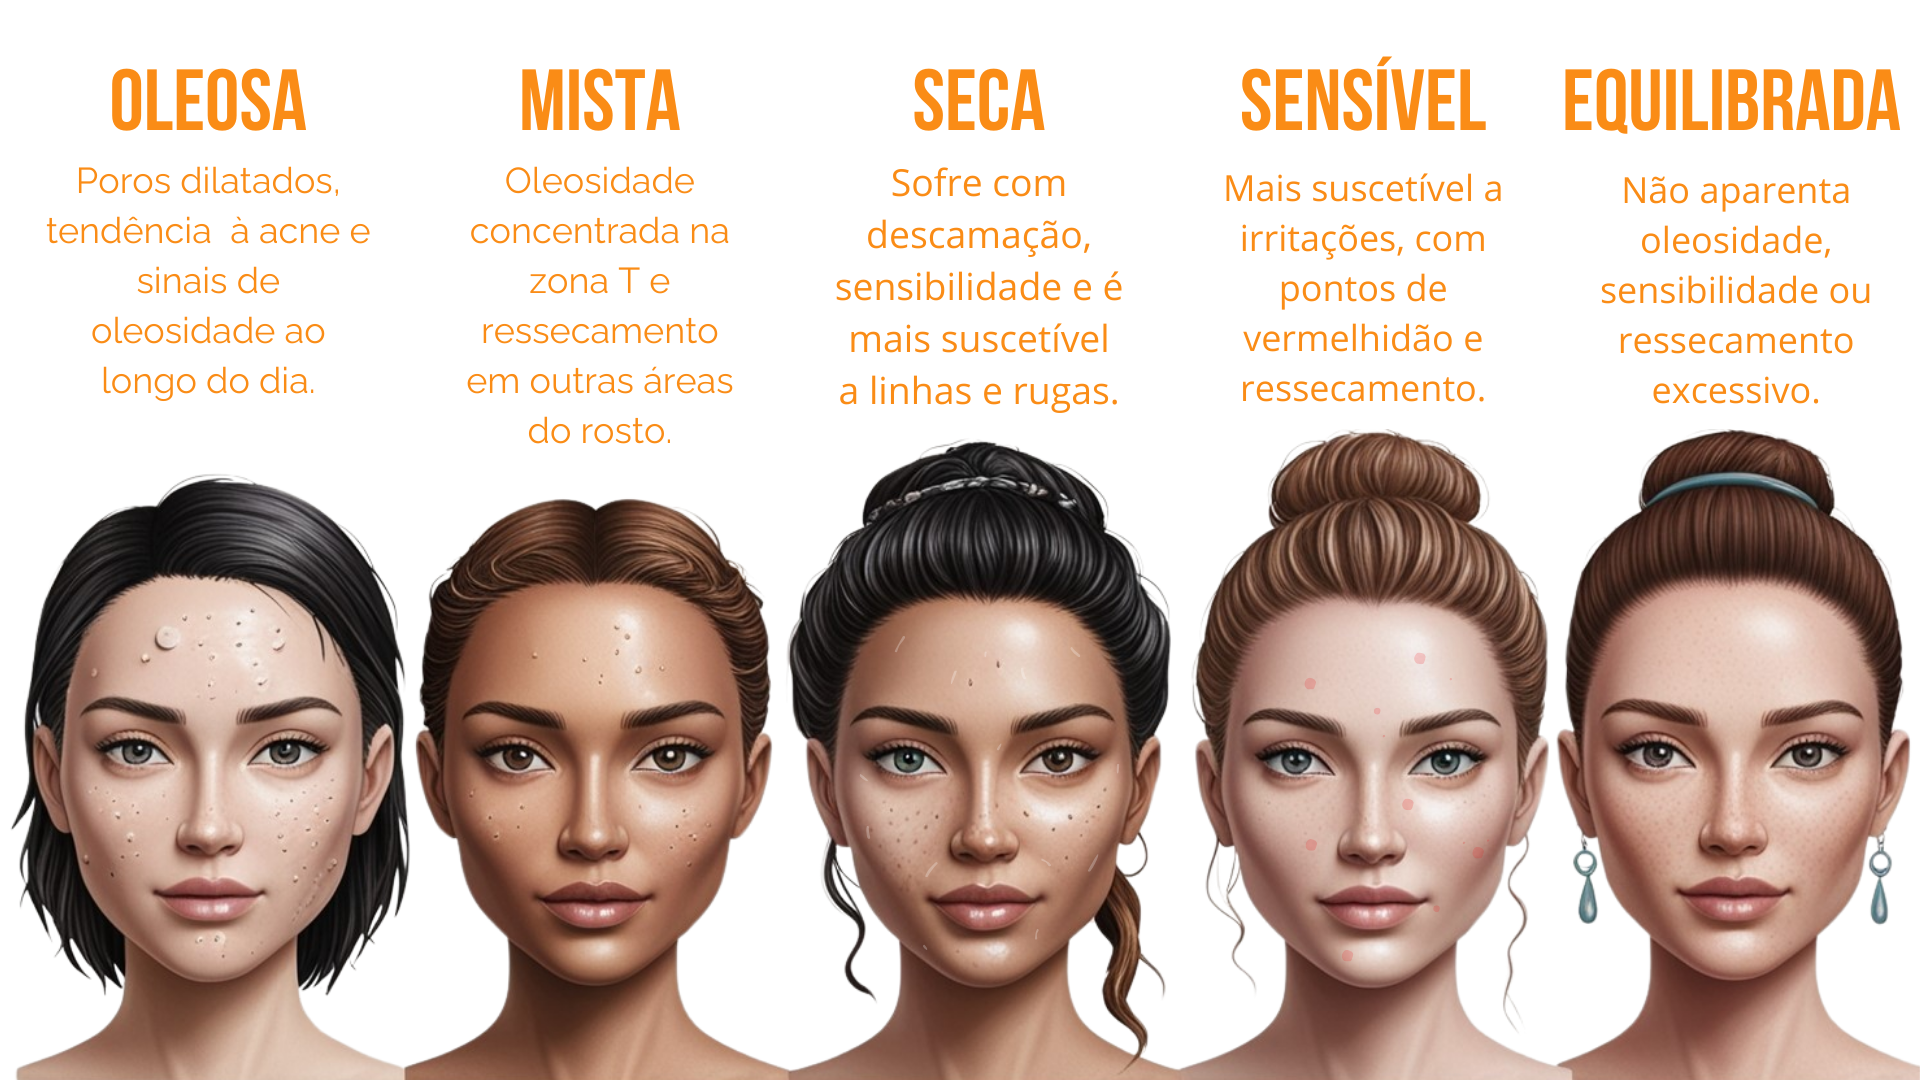 OLEOSA
Poros dilatados,
tendência à acne e
sinais de
oleosidade ao
longo do dia.
MISTA
Oleosidade
concentrada na
zona T e
ressecamento
em outras áreas
do rosto.
SECA
Sofre com
descamação,
sensibilidade e é
mais suscetível
a linhas e rugas.
SENSÍVEL
Mais suscetível a
irritações, com
pontos de
vermelhidão e
ressecamento.
EQUILIBRADA
Não aparenta
oleosidade,
sensibilidade ou
ressecamento
excessivo.